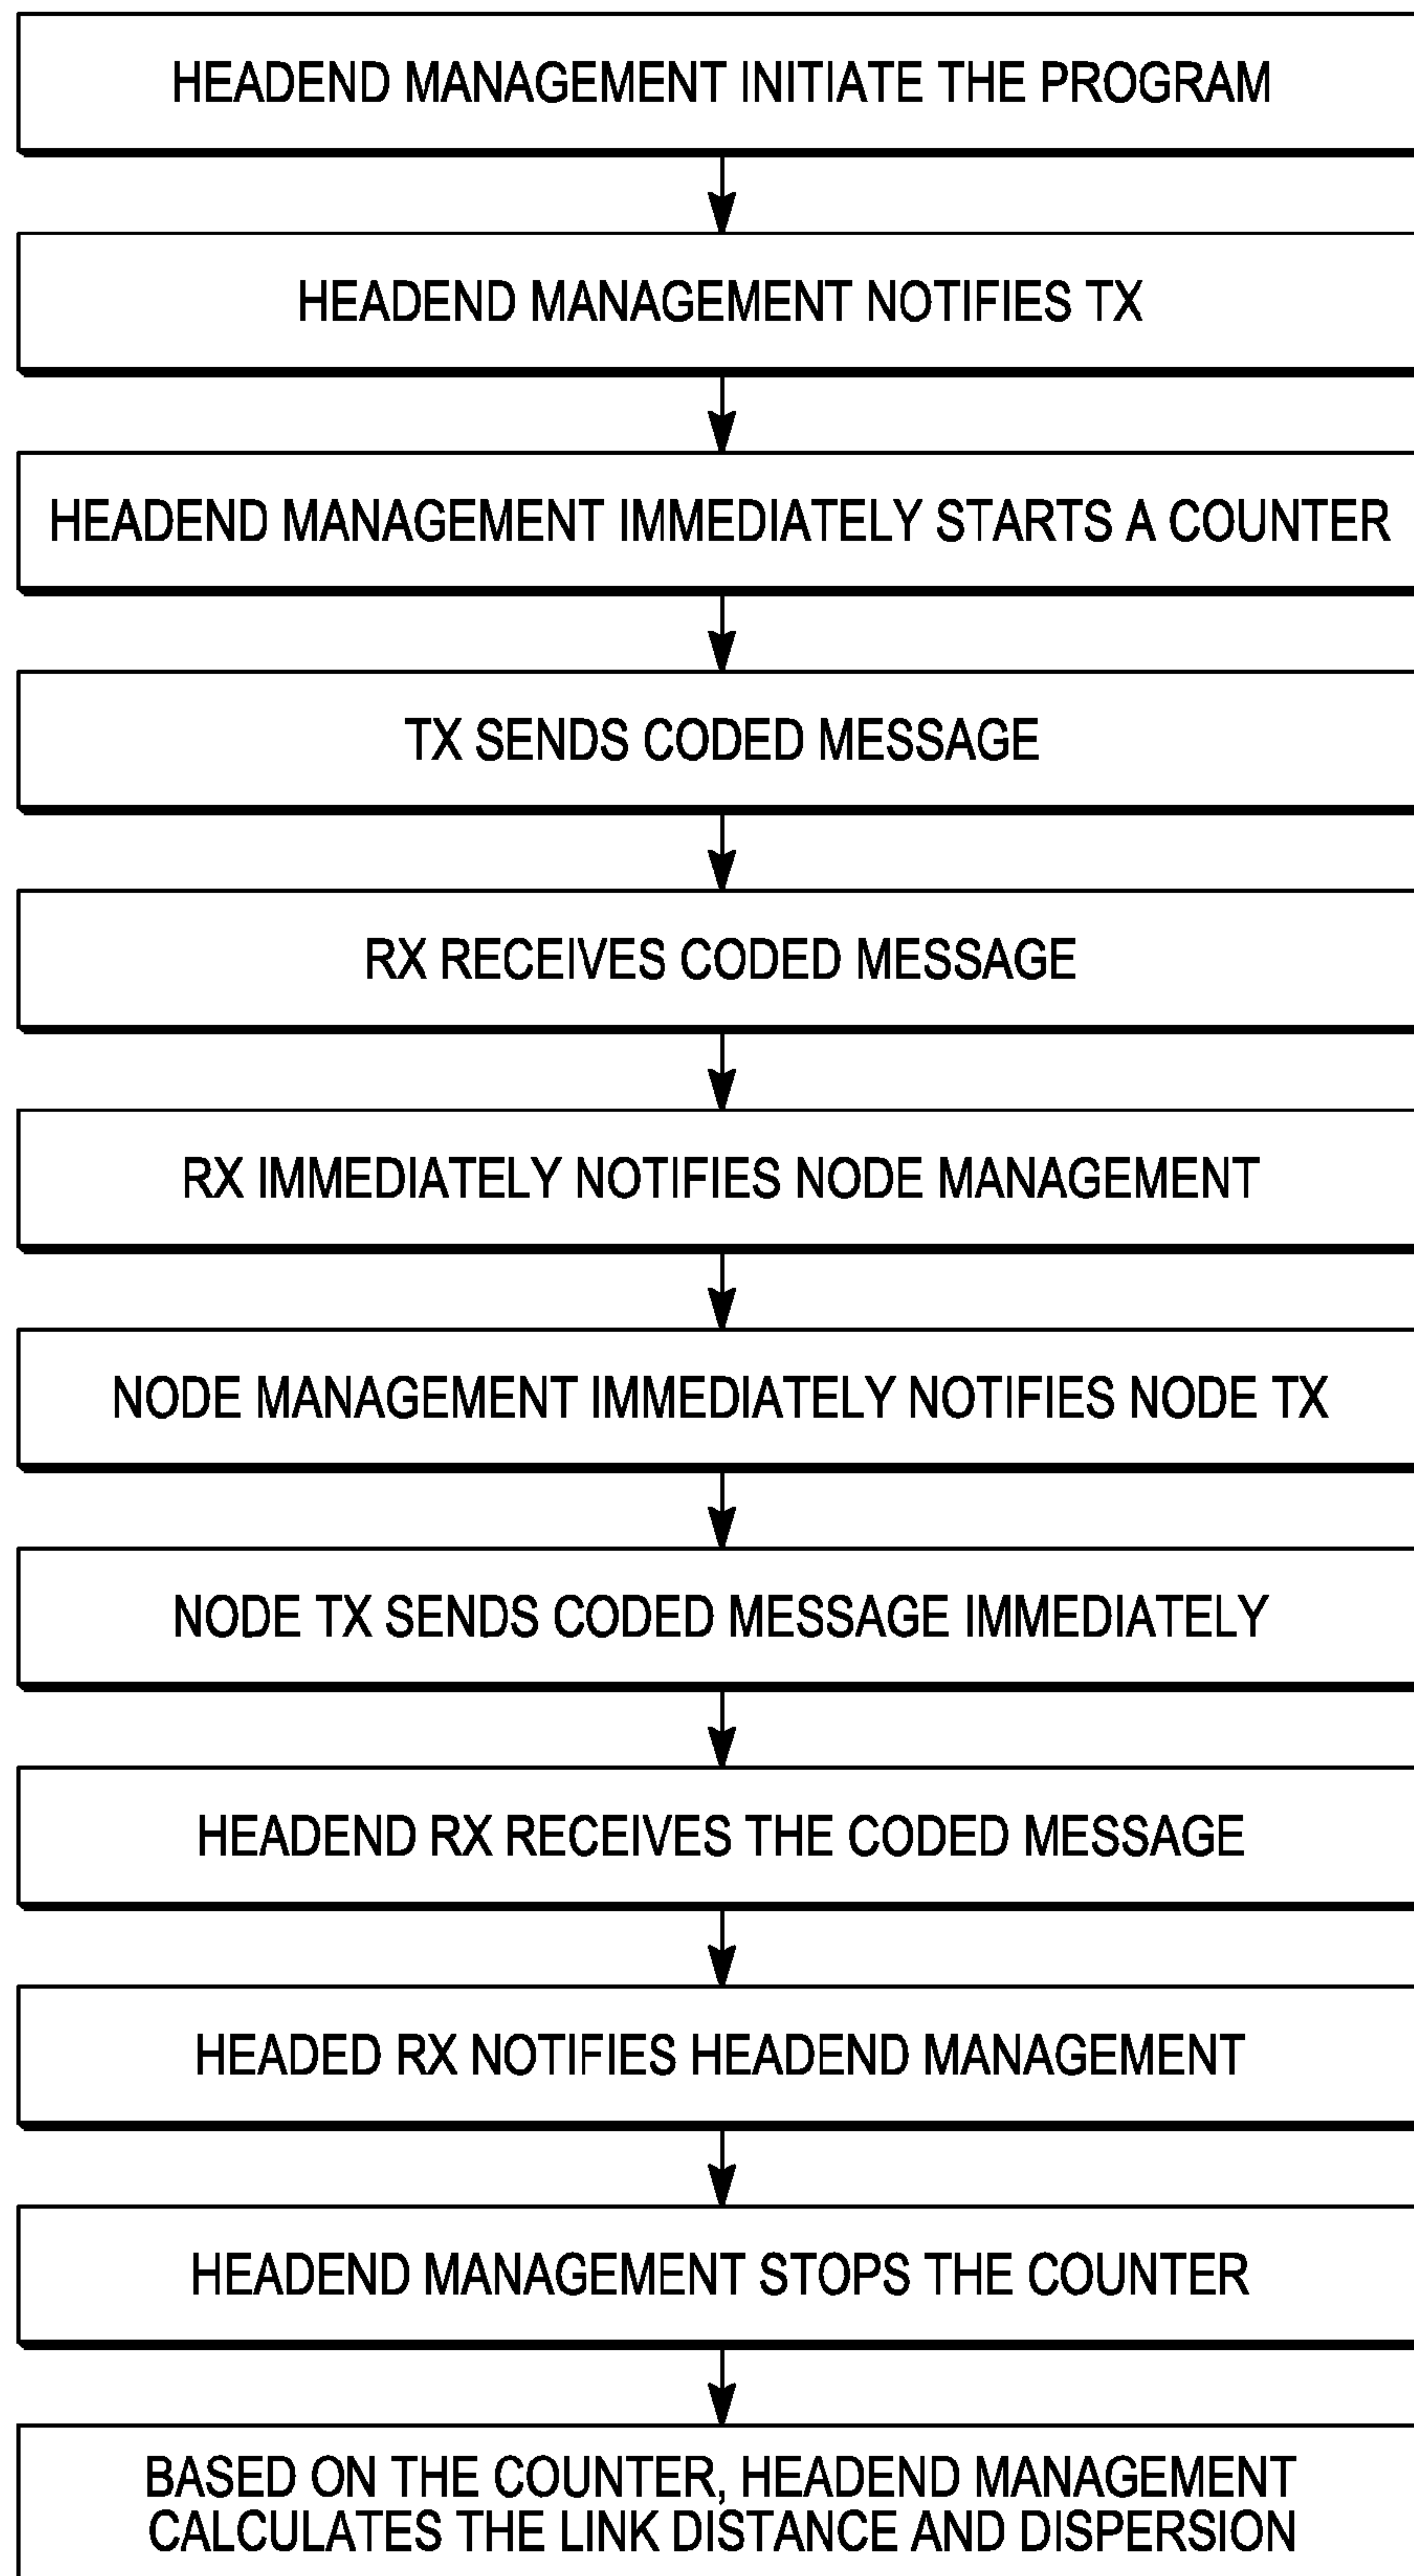 HEADEND MANAGEMENT INITIATE THE PROGRAM
HEADEND MANAGEMENT NOTIFIES TX
HEADEND MANAGEMENT IMMEDIATELY STARTS A COUNTER
TX SENDS CODED MESSAGE
RX RECEIVES CODED MESSAGE
RX IMMEDIATELY NOTIFIES NODE MANAGEMENT
NODE MANAGEMENT IMMEDIATELY NOTIFIES NODE TX
NODE TX SENDS CODED MESSAGE IMMEDIATELY
HEADEND RX RECEIVES THE CODED MESSAGE
HEADED RX NOTIFIES HEADEND MANAGEMENT
HEADEND MANAGEMENT STOPS THE COUNTER
BASED ON THE COUNTER, HEADEND MANAGEMENT
CALCULATES THE LINK DISTANCE AND DISPERSION